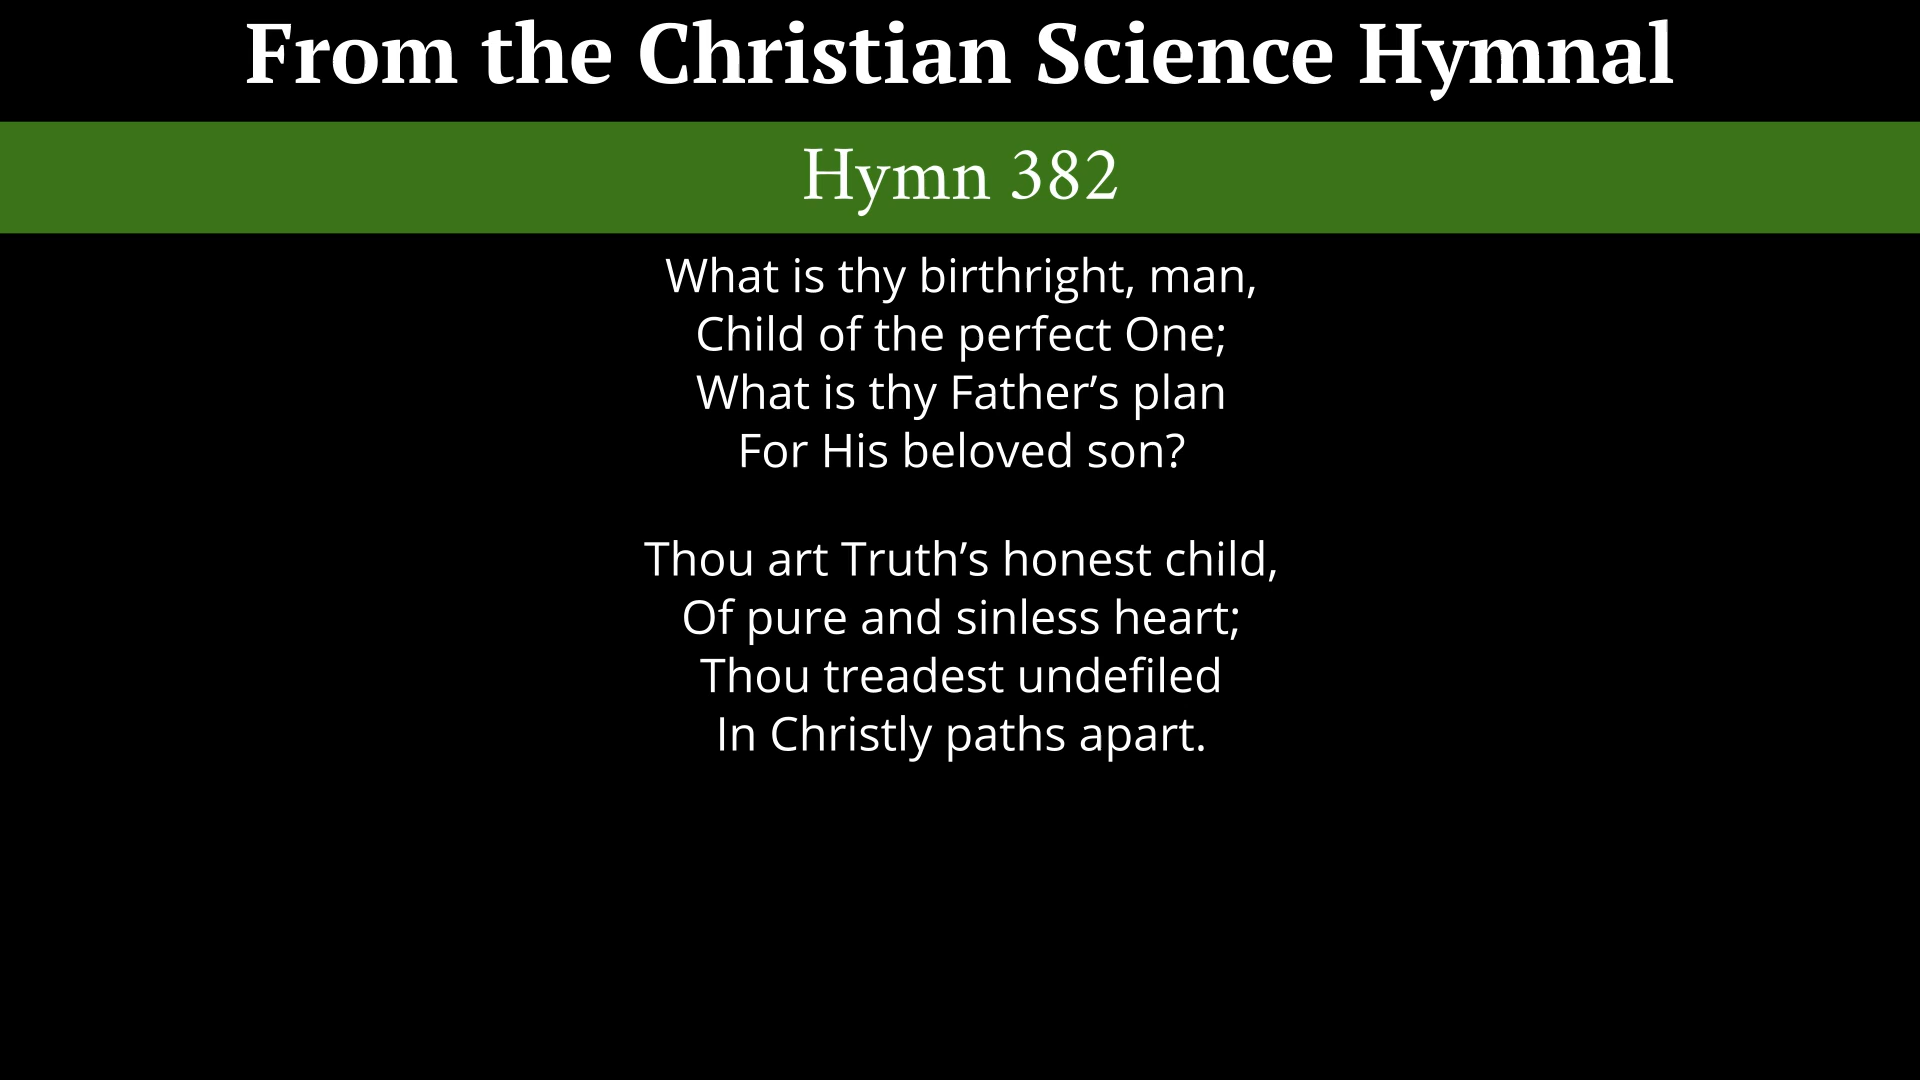 From the Christian Science Hymnal
Hymn 382
What is thy birthright, man,
Child of the perfect One;
What is thy Father’s plan
For His beloved son?
Thou art Truth’s honest child,
Of pure and sinless heart;
Thou treadest undefiled
In Christly paths apart.